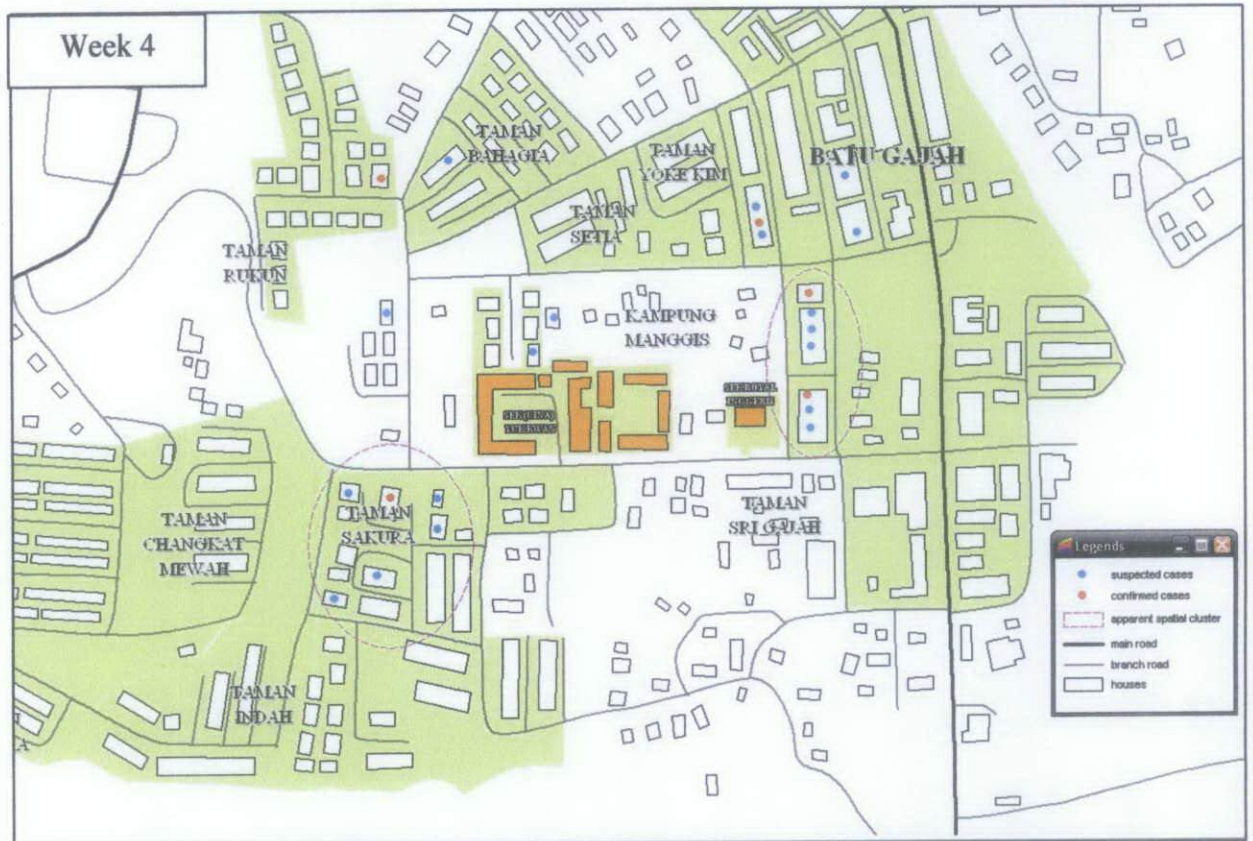 Week 4
TAMAN
BAHAGIA
TAMAN
YOKE KIM
BATU GAJAH
TAMAN
SETIA
TAMAN
RUKUN
KAMPUNG
MANGGIS
INGGERIS
TAMAN
SAKURA
TAMAN
SRI GAJAH
TAMAN
CHANGKAT
MEWAH
TAMAN
INDAH
Legends
suspected cases
confirmed cases
apparent spatial cluster
main road
branch road
houses